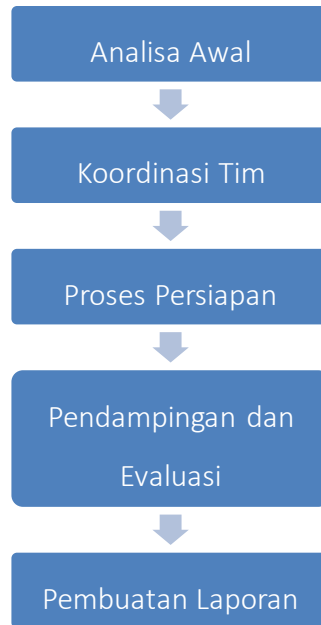 Analisa Awal
Koordinasi Tim
Proses Persiapan
Pendampingan dan
Evaluasi
Pembuatan Laporan